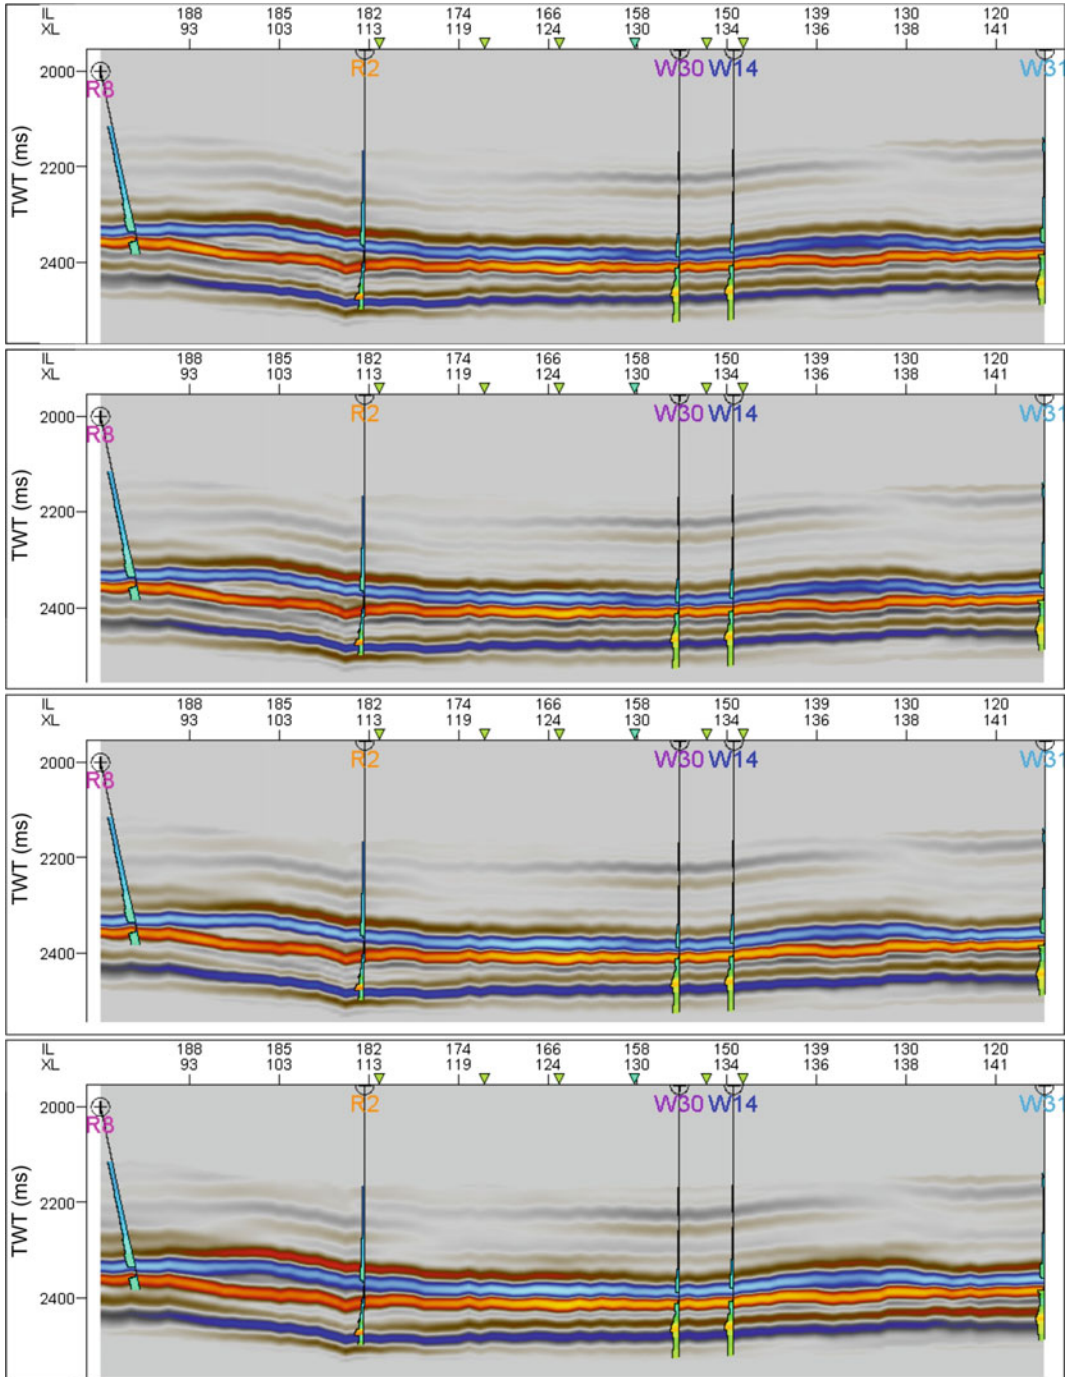 IL 188 185 182 174 166 158 150 139 130 120
XL 93 103 113 119 124 130 134 136 138 141
2000
R8 R2 W30 W14 W31
TWT (ms)
2200
2400
IL 188 185 182 174 166 158 150 139 130 120
XL 93 103 113 119 124 130 134 136 138 141
2000
R8 R2 W30 W14 W31
TWT (ms)
2200
2400
IL 188 185 182 174 166 158 150 139 130 120
XL 93 103 113 119 124 130 134 136 138 141
2000
R8 R2 W30 W14 W31
TWT (ms)
2200
2400
IL 188 185 182 174 166 158 150 139 130 120
XL 93 103 113 119 124 130 134 136 138 141
2000
R8 R2 W30 W14 W31
TWT (ms)
2200
2400